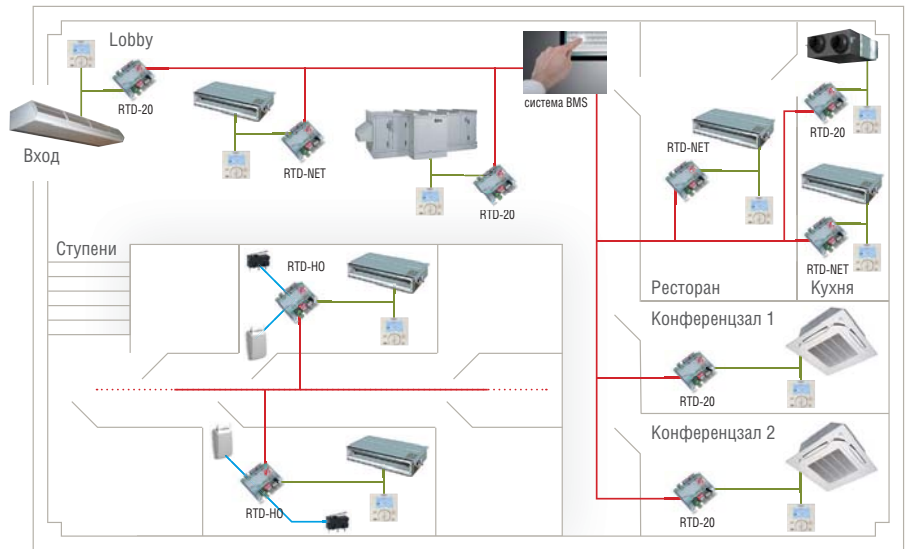 Lobby
RTD-20
Вход
RTD-NET
RTD-20
система BMS
RTD-NET
RTD-20
RTD-NET
Ресторан
Кухня
Ступени
RTD-HO
RTD-HO
Конференцзал 1
RTD-20
Конференцзал 2
RTD-20